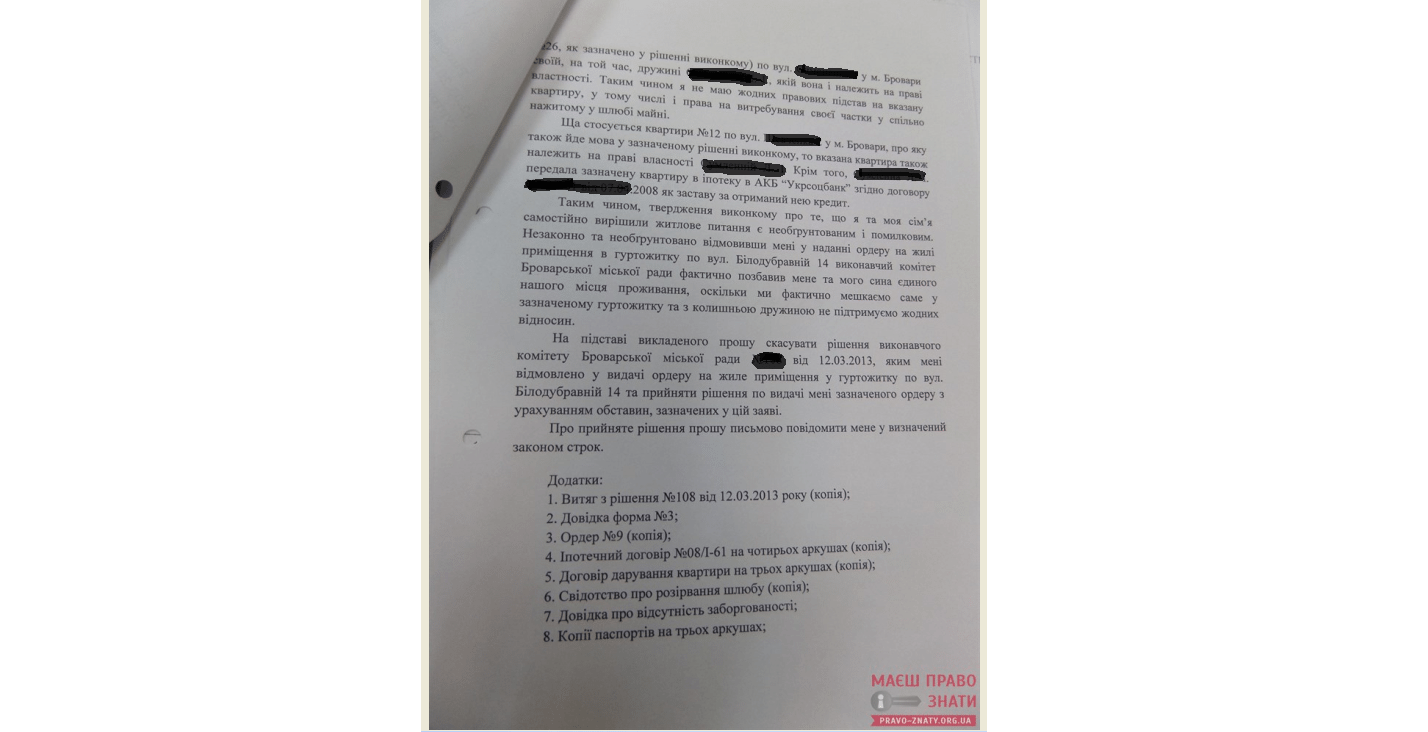 26, як зазначено у рішенні виконкому) по вул. у м. Бровари
своїй, на той час, дружині , якій вона і належить на праві
власності. Таким чином я не маю жодних правових підстав на вказану
квартиру, у тому числі і права на витребування своєї частки у спільно
нажитому у шлюбі майні.
Ща стосується квартири №12 по вул. у м. Бровари, про яку
також йде мова у зазначеному рішенні виконкому, то вказана квартира також
належить на праві власності Крім того,
передала зазначену квартиру в іпотеку в АКБ “Укрсоцбанк” згідно договору
.2008 як заставу за отриманий нею кредит.
Таким чином, твердження виконкому про те, що я та моя сім’я
самостійно вирішили житлове питання є необґрунтованим і помилковим.
Незаконно та необґрунтовано відмовивши мені у наданні ордеру на жилі
приміщення в гуртожитку по вул. Білодубравній 14 виконавчий комітет
Броварської міської ради фактично позбавив мене та мого сина єдиного
нашого місця проживання, оскільки ми фактично мешкаємо саме у
зазначеному гуртожитку та з колишньою дружиною не підтримуємо жодних
відносин.
На підставі викладеного прошу скасувати рішення виконавчого
комітету Броварської міської ради від 12.03.2013, яким мені
відмовлено у видачі ордеру на жиле приміщення у гуртожитку по вул.
Білодубравній 14 та прийняти рішення по видачі мені зазначеного ордеру з
урахуванням обставин, зазначених у цій заяві.
Про прийняте рішення прошу письмово повідомити мене у визначений
законом строк.
Додатки:
1. Витяг з рішення №108 від 12.03.2013 року (копія);
2. Довідка форма №3;
3. Ордер №9 (копія);
4. Іпотечний договір №08/І-61 на чотирьох аркушах (копія);
5. Договір дарування квартири на трьох аркушах (копія);
6. Свідотство про розірвання шлюбу (копія);
7. Довідка про відсутність заборгованості;
8. Копії паспортів на трьох аркушах;
МАЄШ ПРАВО
ЗНАТИ
PRAVO-ZNATY.ORG.UA